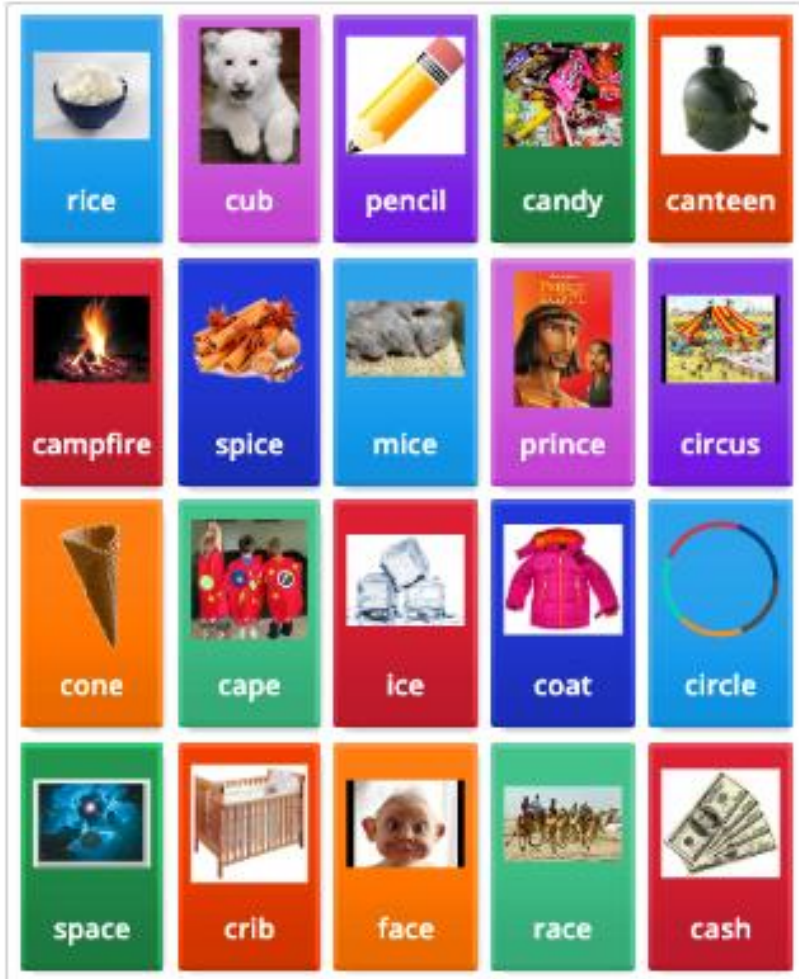 rice cub pencil candy canteen
campfire spice mice prince circus
cone cape ice coat circle
space crib face race cash